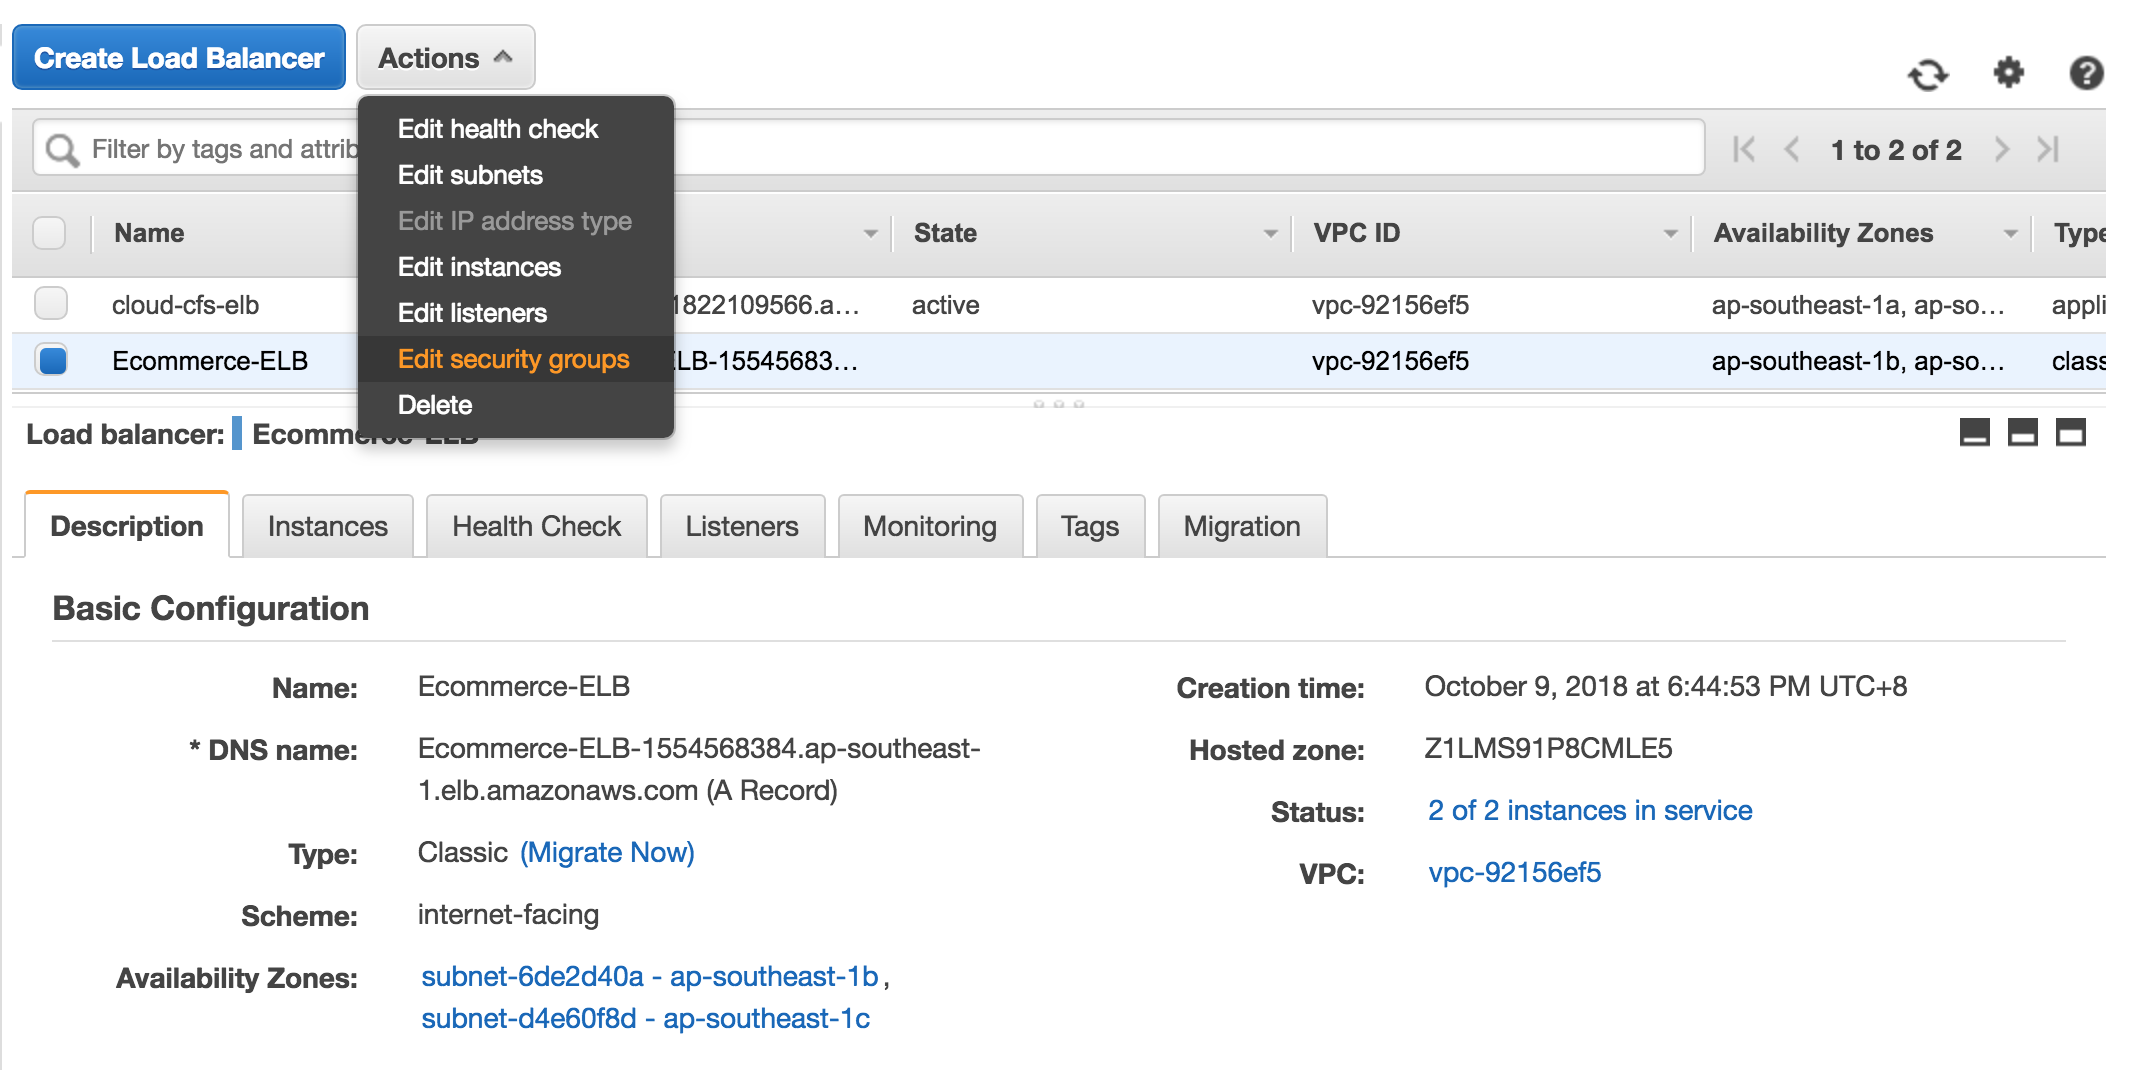 Create Load Balancer Actions
Edit health check
Filter by tags and attrib 1 to 2 of 2
Edit subnets
Edit IP address type
Name State VPC ID Availability Zones Type
Edit instances
cloud-cfs-elb 1822109566.a... active vpc-92156ef5 ap-southeast-1a, ap-so... appli
Edit listeners
Ecommerce-ELB LB-15545683... vpc-92156ef5 ap-southeast-1b, ap-so... class
Edit security groups
Delete
Load balancer: Ecommerce-ELB
Description Instances Health Check Listeners Monitoring Tags Migration
Basic Configuration
Name: Ecommerce-ELB Creation time: October 9, 2018 at 6:44:53 PM UTC+8
* DNS name: Ecommerce-ELB-1554568384.ap-southeast-
1.elb.amazonaws.com (A Record)
Hosted zone: Z1LMS91P8CMLE5
Status: 2 of 2 instances in service
Type: Classic (Migrate Now)
VPC: vpc-92156ef5
Scheme: internet-facing
Availability Zones: subnet-6de2d40a - ap-southeast-1b,
subnet-d4e60f8d - ap-southeast-1c